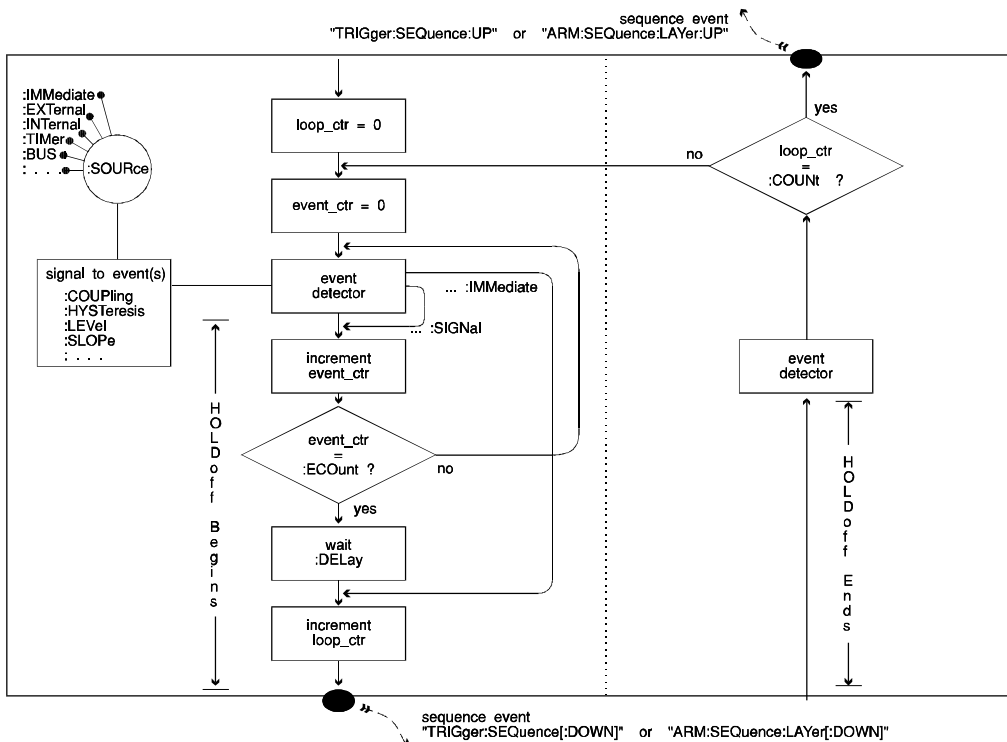 sequence event
"TRIGger:SEQuence:UP" or "ARM:SEQuence:LAYer:UP"
:IMMediate
:EXTernal
:INTernal
:TIMer
:BUS
: . . .
:SOURce
signal to event(s)
:COUPling
:HYSTeresis
:LEVel
:SLOPe
: . . .
loop_ctr = 0
event_ctr = 0
event
detector
... :IMMediate
... :SIGNal
increment
event_ctr
event_ctr
=
:ECOunt ?
no
yes
wait
:DELay
increment
loop_ctr
HOLDoff Begins
yes
loop_ctr
=
:COUNt ?
no
event
detector
HOLDoff Ends
sequence event
"TRIGger:SEQuence[:DOWN]" or "ARM:SEQuence:LAYer[:DOWN]"